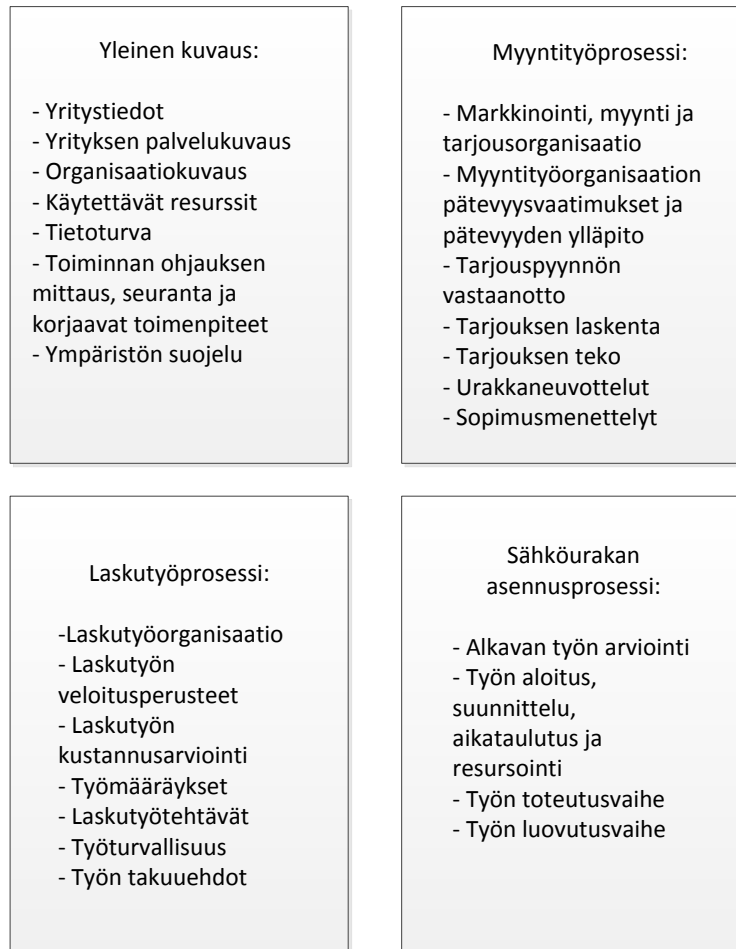 Yleinen kuvaus:
- Yritystiedot
- Yrityksen palvelukuvaus
- Organisaatiokuvaus
- Käytettävät resurssit
- Tietoturva
- Toiminnan ohjauksen
mittaus, seuranta ja
korjaavat toimenpiteet
- Ympäristön suojelu
Myyntityöprosessi:
- Markkinointi, myynti ja
tarjousorganisaatio
- Myyntityöorganisaation
pätevyysvaatimukset ja
pätevyyden ylläpito
- Tarjouspyynnön
vastaanotto
- Tarjouksen laskenta
- Tarjouksen teko
- Urakkaneuvottelut
- Sopimusmenettelyt
Laskutyöprosessi:
-Laskutyöorganisaatio
- Laskutyön
veloitusperusteet
- Laskutyön
kustannusarviointi
- Työmääräykset
- Laskutyötehtävät
- Työturvallisuus
- Työn takuuehdot
Sähköurakan
asennusprosessi:
- Alkavan työn arviointi
- Työn aloitus,
suunnittelu,
aikataulutus ja
resursointi
- Työn toteutusvaihe
- Työn luovutusvaihe